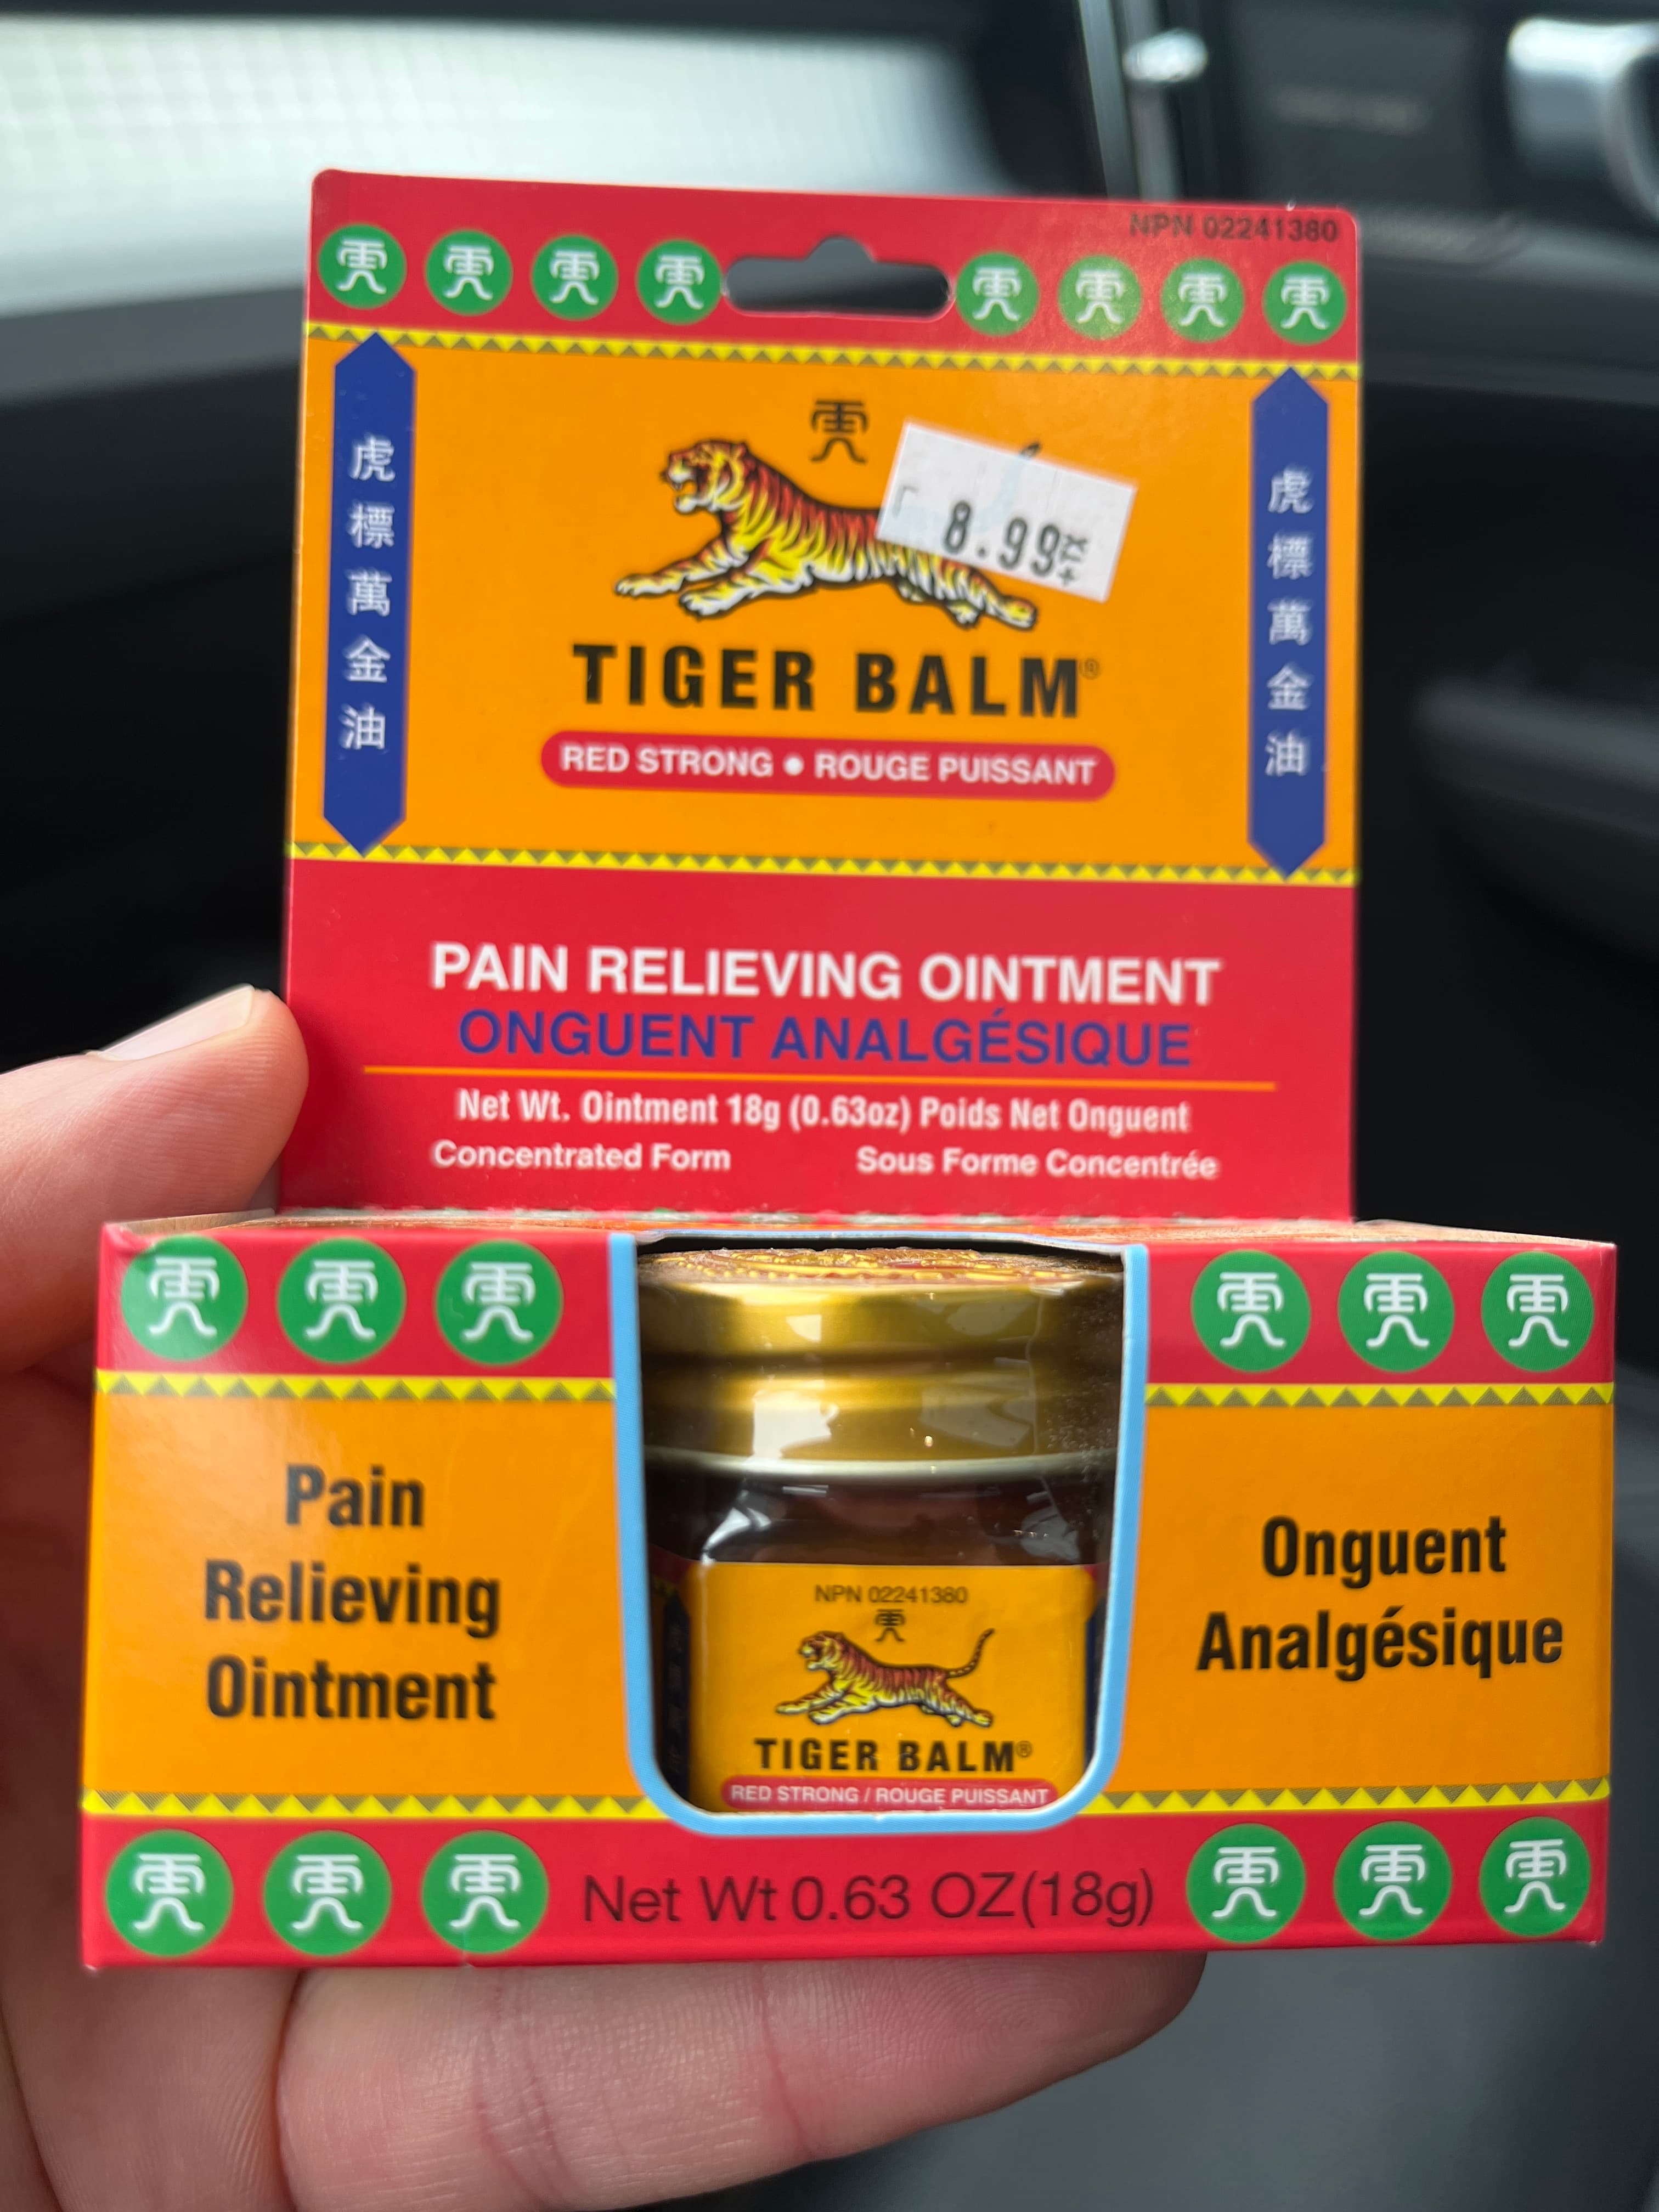 NPN 02241380
虎標萬金油
8.99
+TX
虎標萬金油
TIGER BALM®
RED STRONG • ROUGE PUISSANT
PAIN RELIEVING OINTMENT
ONGUENT ANALGÉSIQUE
Net Wt. Ointment 18g (0.63oz) Poids Net Onguent
Concentrated Form Sous Forme Concentrée
Pain
Relieving
Ointment
NPN 02241380
TIGER BALM®
RED STRONG / ROUGE PUISSANT
Onguent
Analgésique
Net Wt 0.63 OZ(18g)